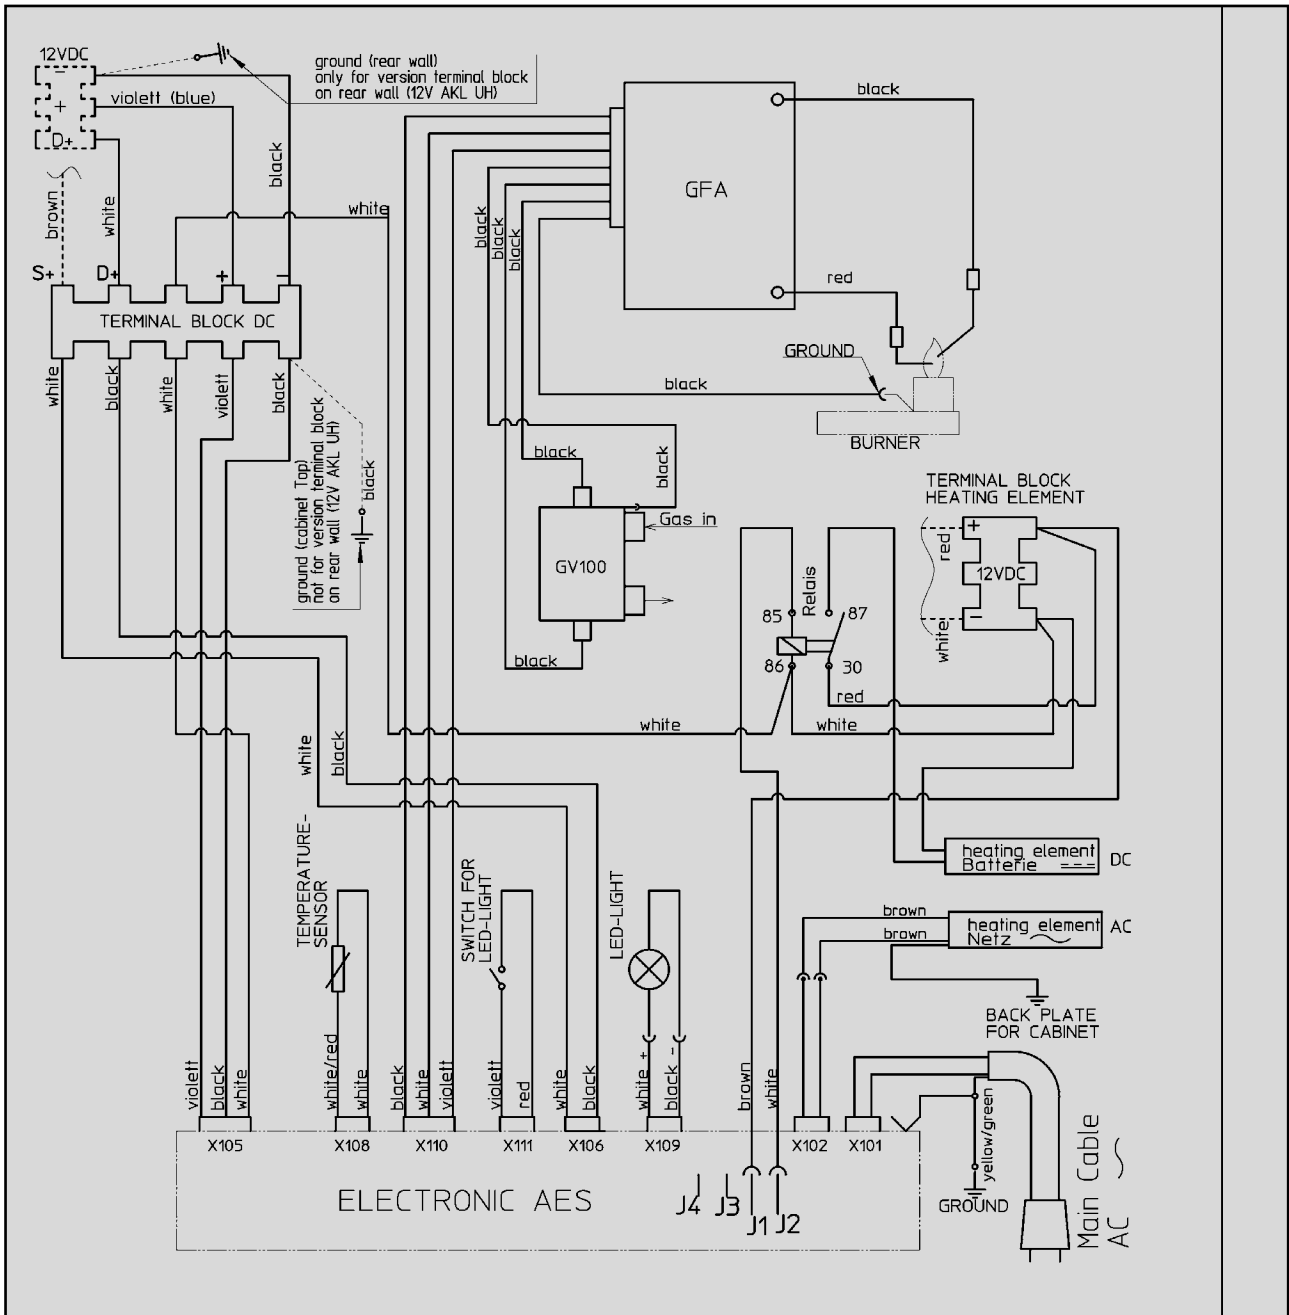 12VDC
ground (rear wall)
only for version terminal block
on rear wall (12V AKL UH)
−
violett (blue)
+
D+
black
brown
white
black
white
GFA
black
black
black
red
S+
D+
+
−
TERMINAL BLOCK DC
GROUND
black
BURNER
white
black
white
violett
black
black
ground (cabinet Top)
not for version terminal block
on rear wall (12V AKL UH)
black
black
Gas in
GV100
black
TERMINAL BLOCK
HEATING ELEMENT
+
red
12VDC
−
white
Relais
85
87
86
30
red
white
white
white
black
heating element
Batterie
DC
TEMPERATURE-
SENSOR
SWITCH FOR
LED-LIGHT
LED-LIGHT
brown
brown
heating element
Netz
AC
BACK PLATE
FOR CABINET
violett
black
white
white/red
white
black
white
violett
violett
red
white
black
white +
black -
brown
white
yellow/green
X105
X108
X110
X111
X106
X109
X102
X101
ELECTRONIC AES
J4
J3
J1
J2
GROUND
Main Cable
AC